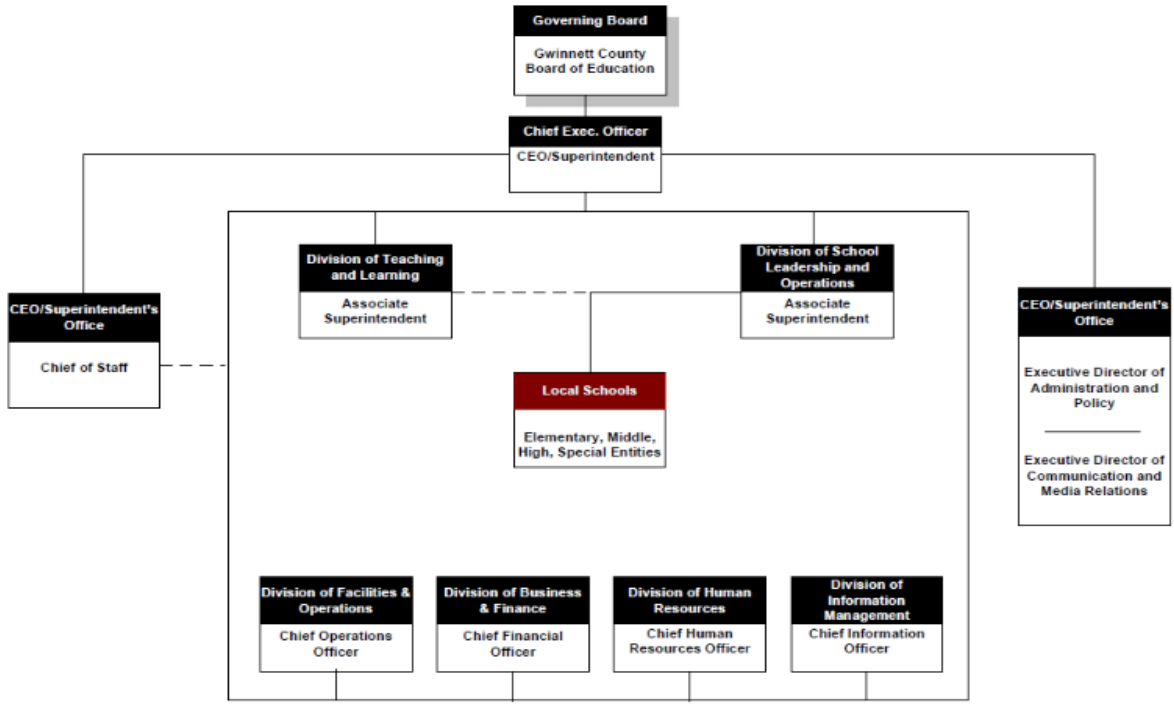 Governing Board
Gwinnett County
Board of Education
Chief Exec. Officer
CEO/Superintendent
Division of Teaching
and Learning
Associate
Superintendent
Division of School
Leadership and
Operations
Associate
Superintendent
CEO/Superintendent's
Office
Chief of Staff
CEO/Superintendent's
Office
Executive Director of
Administration and
Policy
Executive Director of
Communication and
Media Relations
Local Schools
Elementary, Middle,
High, Special Entities
Division of Facilities &
Operations
Chief Operations
Officer
Division of Business
& Finance
Chief Financial
Officer
Division of Human
Resources
Chief Human
Resources Officer
Division of
Information
Management
Chief Information
Officer